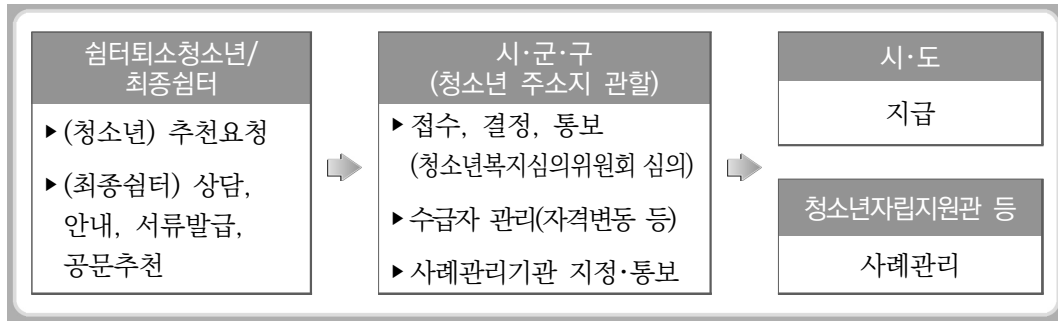 쉼터퇴소청소년/
최종쉼터
▶(청소년) 추천요청
▶(최종쉼터) 상담,
안내, 서류발급,
공문추천
시·군·구
(청소년 주소지 관할)
▶접수, 결정, 통보
(청소년복지심의위원회 심의)
▶수급자 관리(자격변동 등)
▶사례관리기관 지정·통보
시·도
지급
청소년자립지원관 등
사례관리